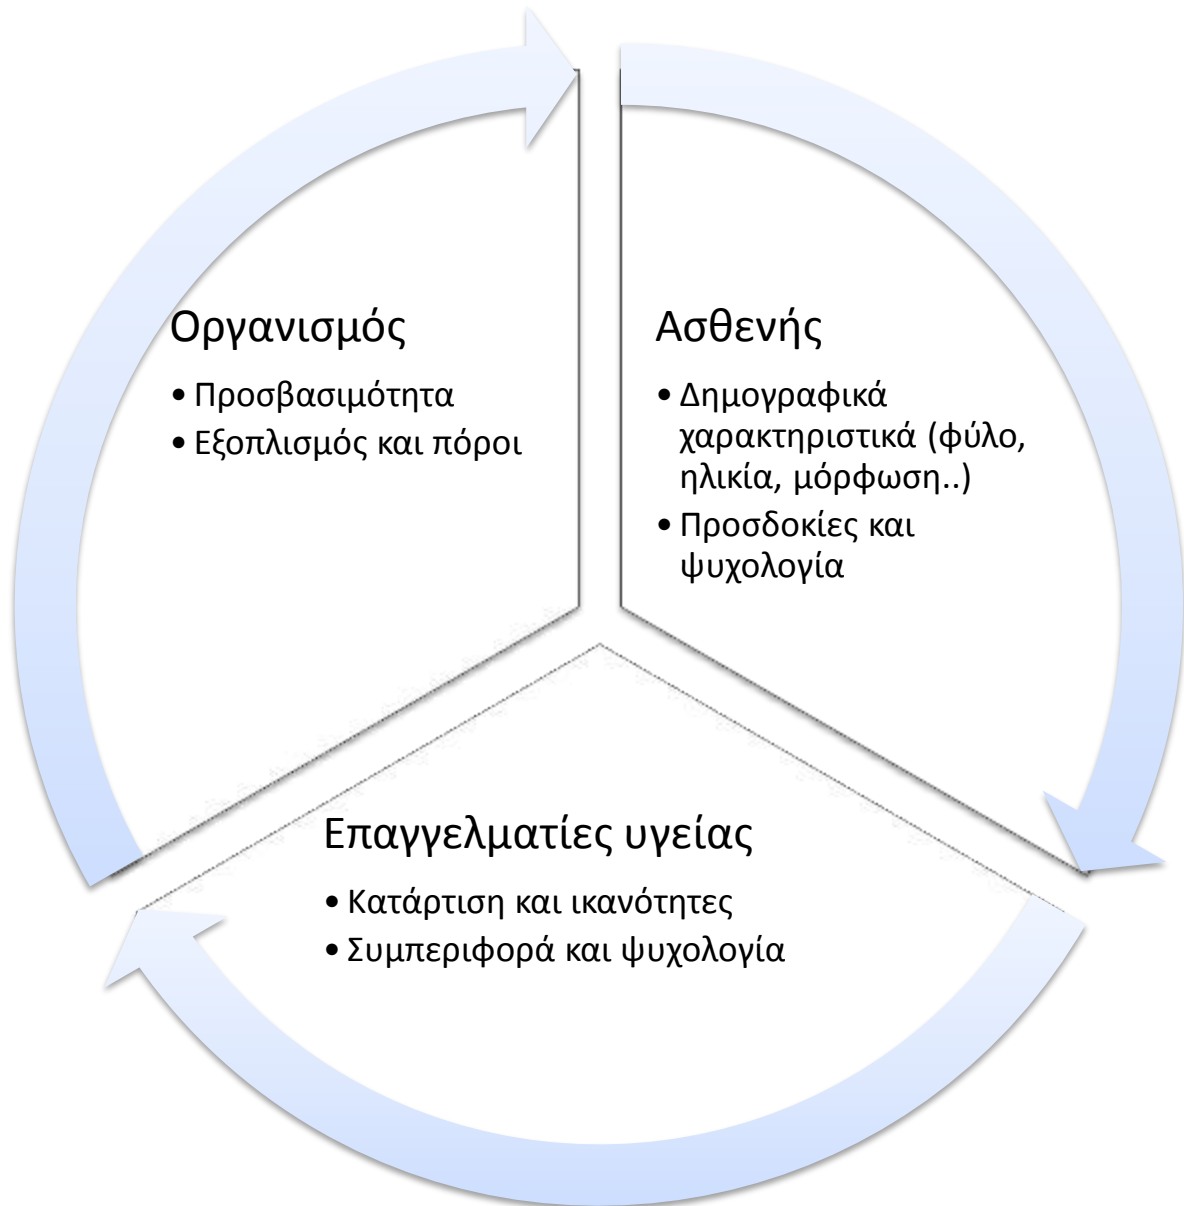 Οργανισμός
• Προσβασιμότητα
• Εξοπλισμός και πόροι
Ασθενής
• Δημογραφικά
χαρακτηριστικά (φύλο,
ηλικία, μόρφωση..)
• Προσδοκίες και
ψυχολογία
Επαγγελματίες υγείας
• Κατάρτιση και ικανότητες
• Συμπεριφορά και ψυχολογία